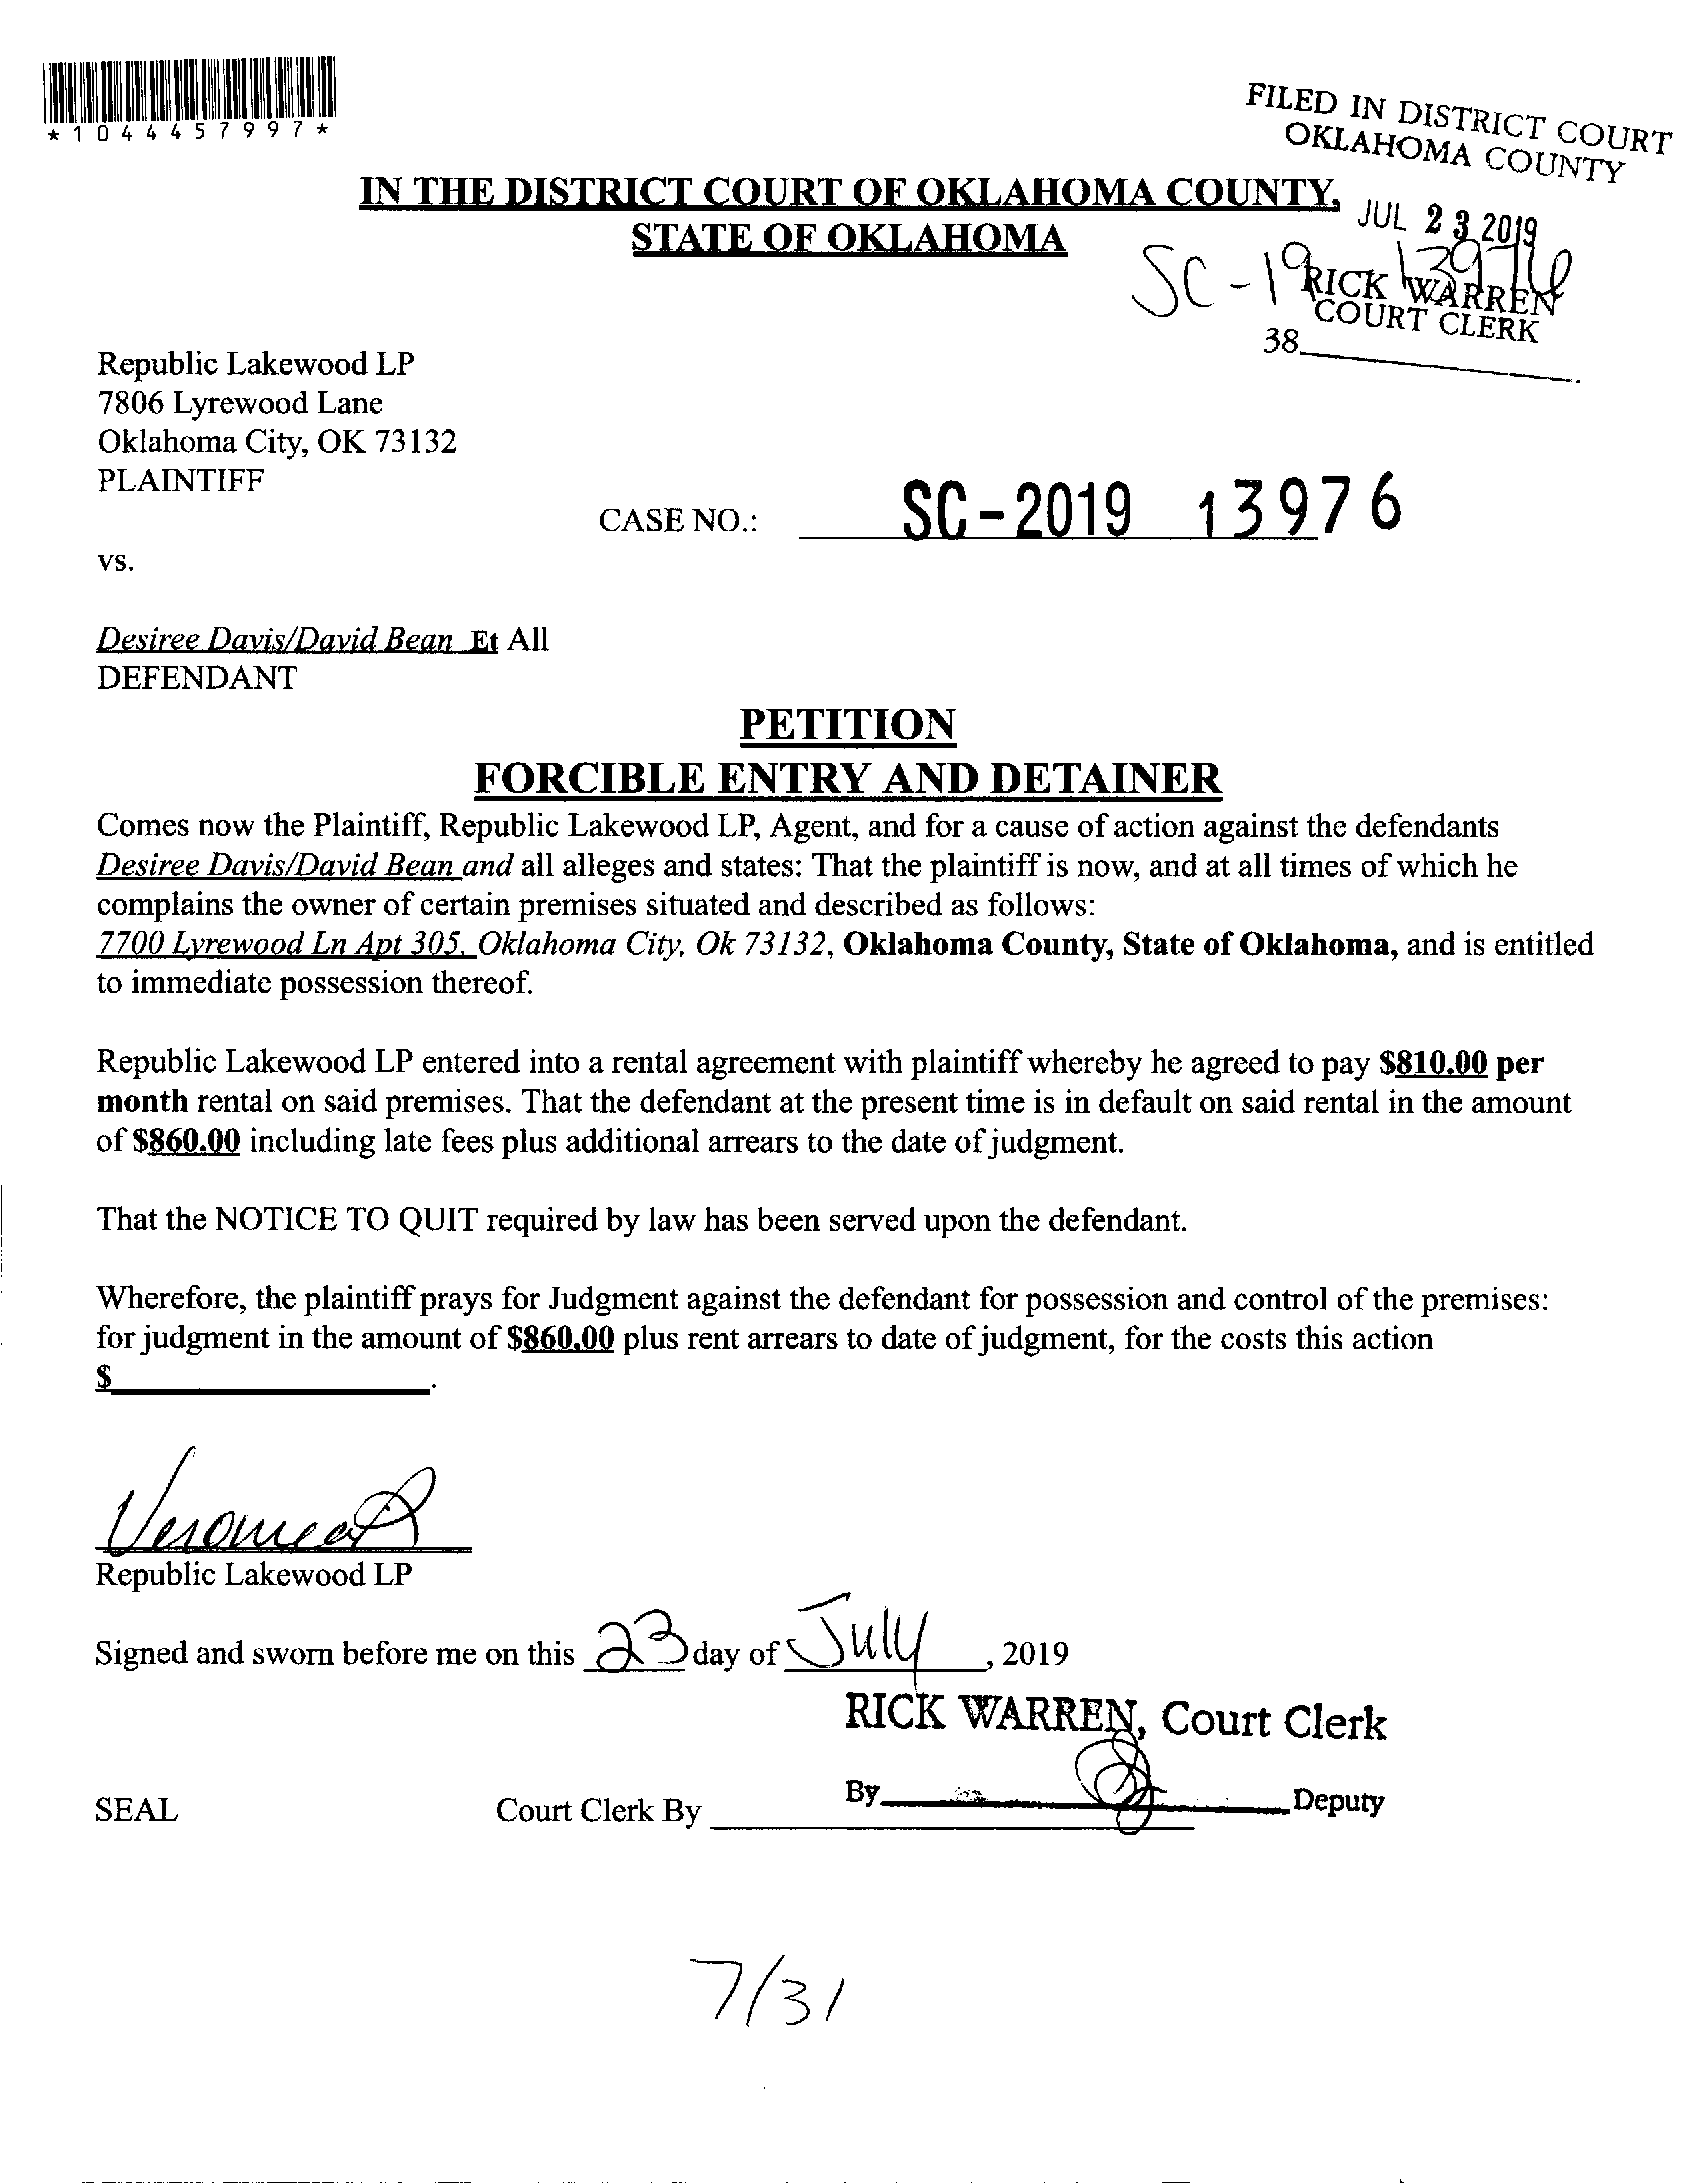 *1044457997*
FILED IN DISTRICT COURT
OKLAHOMA COUNTY
IN THE DISTRICT COURT OF OKLAHOMA COUNTY,
STATE OF OKLAHOMA
JUL 23 2019
SC-19 13976
RICK WARREN
COURT CLERK
38
Republic Lakewood LP
7806 Lyrewood Lane
Oklahoma City, OK 73132
PLAINTIFF
CASE NO.: SC-2019 13976
vs.
Desiree Davis/David Bean Et All
DEFENDANT
PETITION
FORCIBLE ENTRY AND DETAINER
Comes now the Plaintiff, Republic Lakewood LP, Agent, and for a cause of action against the defendants
Desiree Davis/David Bean and all alleges and states: That the plaintiff is now, and at all times of which he
complains the owner of certain premises situated and described as follows:
7700 Lyrewood Ln Apt 305, Oklahoma City, Ok 73132, Oklahoma County, State of Oklahoma, and is entitled
to immediate possession thereof.
Republic Lakewood LP entered into a rental agreement with plaintiff whereby he agreed to pay $810.00 per
month rental on said premises. That the defendant at the present time is in default on said rental in the amount
of $860.00 including late fees plus additional arrears to the date of judgment.
That the NOTICE TO QUIT required by law has been served upon the defendant.
Wherefore, the plaintiff prays for Judgment against the defendant for possession and control of the premises:
for judgment in the amount of $860.00 plus rent arrears to date of judgment, for the costs this action
$ .
Republic Lakewood LP
Signed and sworn before me on this 23 day of July, 2019
RICK WARREN, Court Clerk
By Deputy
SEAL Court Clerk By
7/31